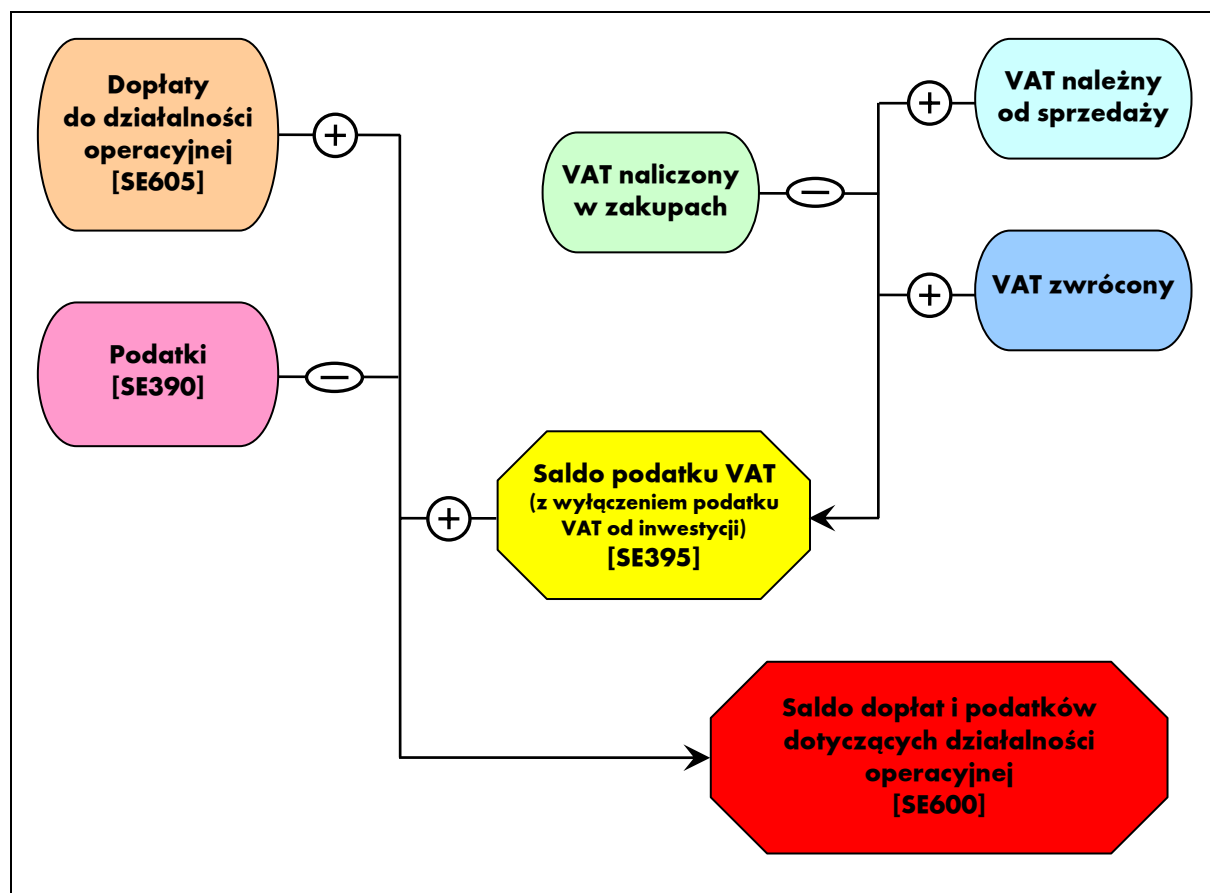 Dopłaty
do działalności
operacyjnej
[SE605]
+
VAT należny
od sprzedaży
+
VAT naliczony
w zakupach
−
VAT zwrócony
+
Podatki
[SE390]
−
Saldo podatku VAT
(z wyłączeniem podatku
VAT od inwestycji)
[SE395]
+
Saldo dopłat i podatków
dotyczących działalności
operacyjnej
[SE600]